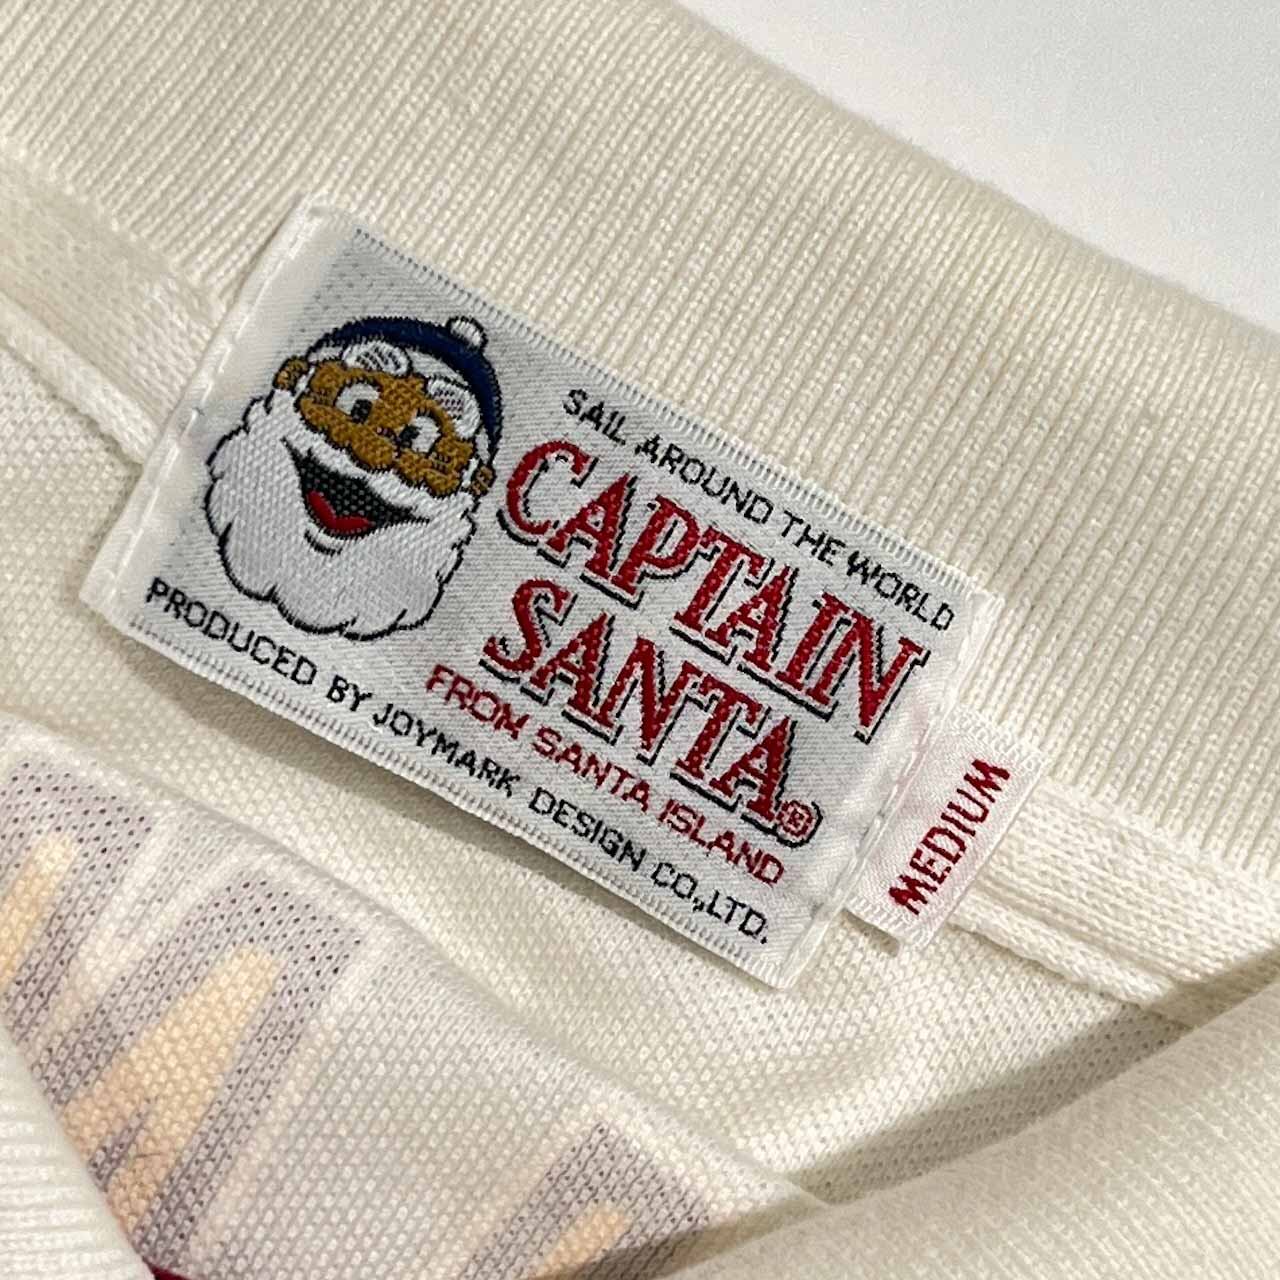 SAIL AROUND THE WORLD
CAPTAIN
SANTA®
FROM SANTA ISLAND
PRODUCED BY JOYMARK DESIGN CO.,LTD.
MEDIUM